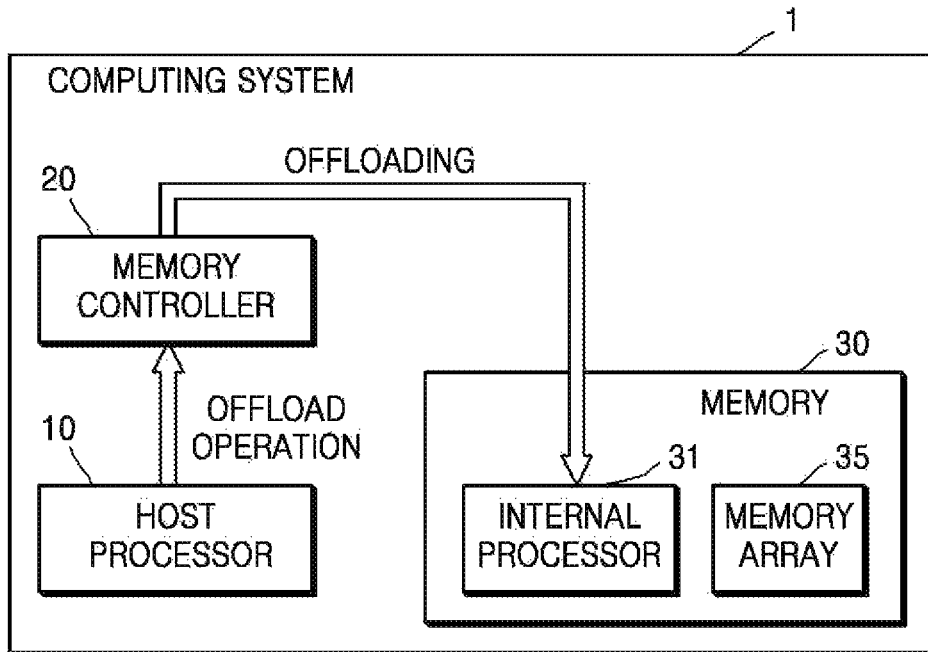 1
COMPUTING SYSTEM
OFFLOADING
20
MEMORY
CONTROLLER
30
MEMORY
OFFLOAD
OPERATION
10
31
35
HOST
PROCESSOR
INTERNAL
PROCESSOR
MEMORY
ARRAY